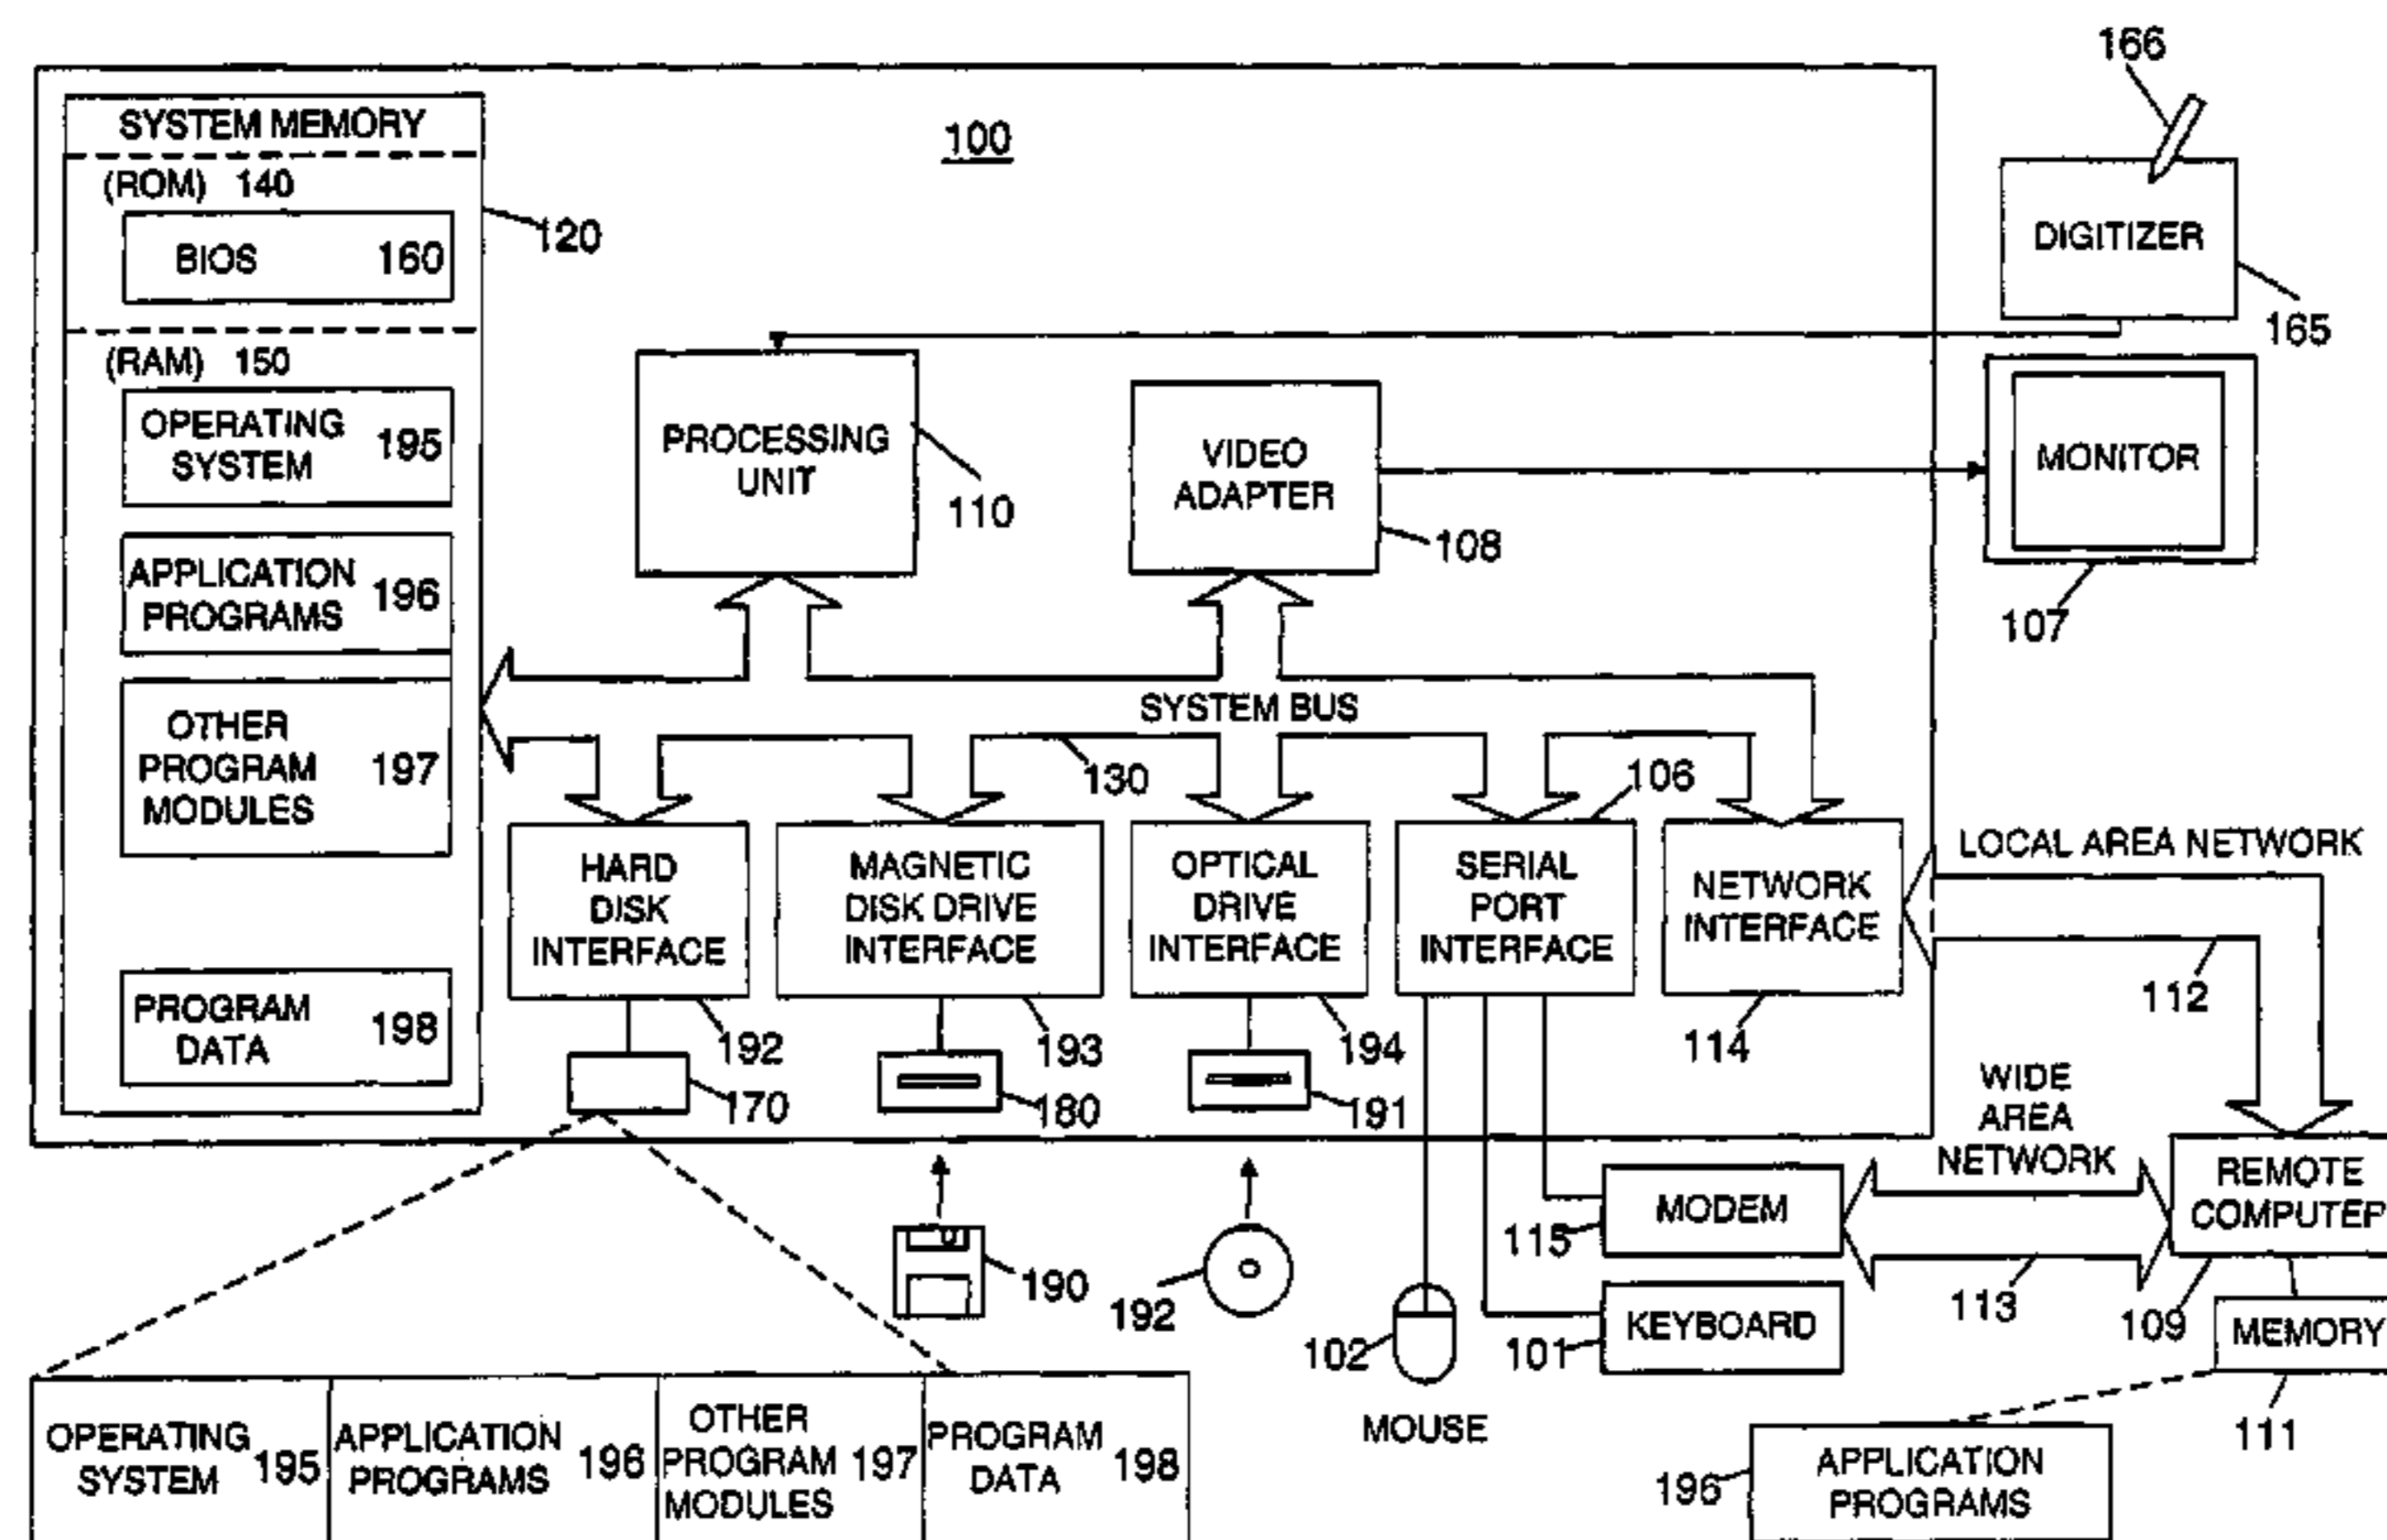 166
SYSTEM MEMORY
100
(ROM) 140
BIOS 160
120
DIGITIZER
165
(RAM) 150
OPERATING
SYSTEM
195
PROCESSING
UNIT
110
VIDEO
ADAPTER
108
MONITOR
107
APPLICATION
PROGRAMS
196
SYSTEM BUS
130
106
OTHER
PROGRAM
MODULES
197
HARD
DISK
INTERFACE
192
MAGNETIC
DISK DRIVE
INTERFACE
193
OPTICAL
DRIVE
INTERFACE
194
SERIAL
PORT
INTERFACE
NETWORK
INTERFACE
114
LOCAL AREA NETWORK
112
PROGRAM
DATA
198
170
180
191
WIDE
AREA
NETWORK
REMOTE
COMPUTER
MODEM
115
190
192
102
KEYBOARD
101
113
109
MEMORY
111
MOUSE
OPERATING
SYSTEM
195
APPLICATION
PROGRAMS
196
OTHER
PROGRAM
MODULES
197
PROGRAM
DATA
198
196
APPLICATION
PROGRAMS